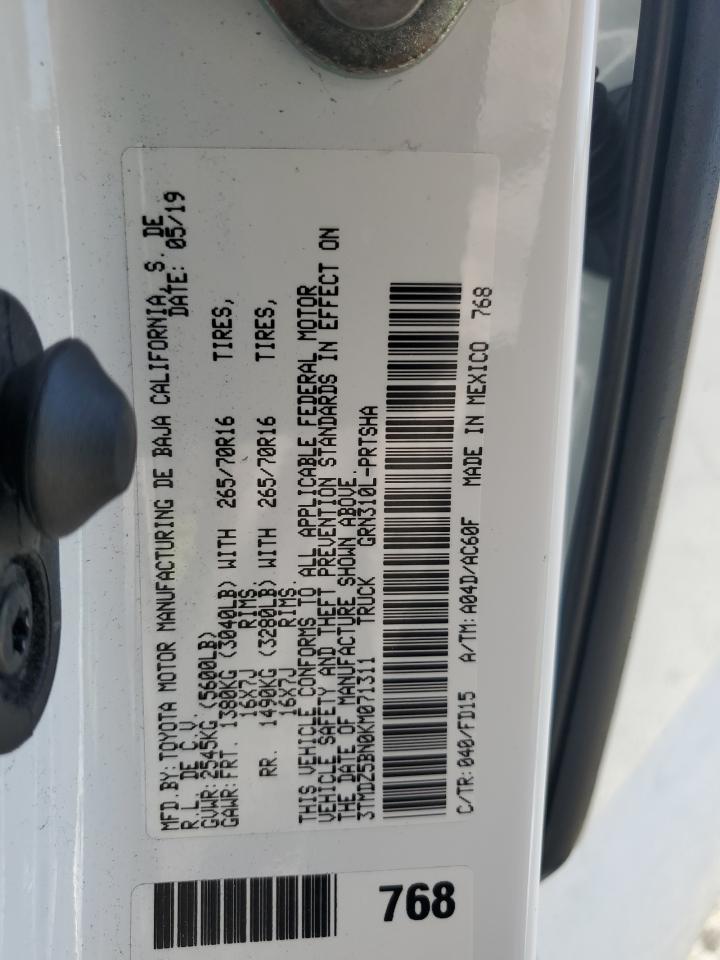 MFD.BY:TOYOTA MOTOR MANUFACTURING DE BAJA CALIFORNIA,S. DE
R.L. DE C.V. DATE: 05/19
GVWR:2545KG (5600LB)
GAWR:FRT. 1380KG (3040LB) WITH 265/70R16 TIRES,
16X7J RIMS
RR. 1490KG (3280LB) WITH 265/70R16 TIRES,
16X7J RIMS.
THIS VEHICLE CONFORMS TO ALL APPLICABLE FEDERAL MOTOR
VEHICLE SAFETY AND THEFT PREVENTION STANDARDS IN EFFECT ON
THE DATE OF MANUFACTURE SHOWN ABOVE.
3TMDZ5BN0KM071311 TRUCK GRN310L-PRTSHA
C/TR:040/FD15 A/TM:A04D/AC60F MADE IN MEXICO 768
768